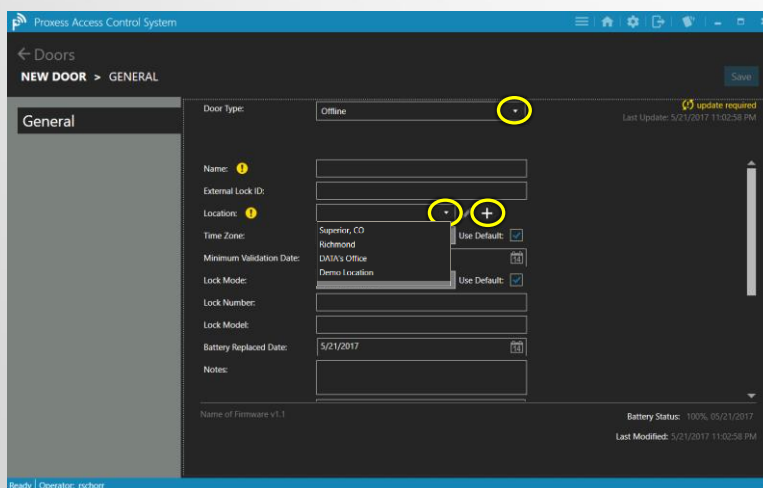 Proxess Access Control System
Doors
NEW DOOR > GENERAL
Save
General
Door Type:
Offline
update required
Last Update: 5/21/2017 11:02:58 PM
Name:
External Lock ID:
Location:
Superior, CO
Richmond
DATA's Office
Demo Location
Time Zone:
Use Default:
Minimum Validation Date:
14
Lock Mode:
Use Default:
Lock Number:
Lock Model:
Battery Replaced Date:
5/21/2017
14
Notes:
Name of Firmware v1.1
Battery Status: 100%, 05/21/2017
Last Modified: 5/21/2017 11:02:58 PM
Ready
Operator: rschorr